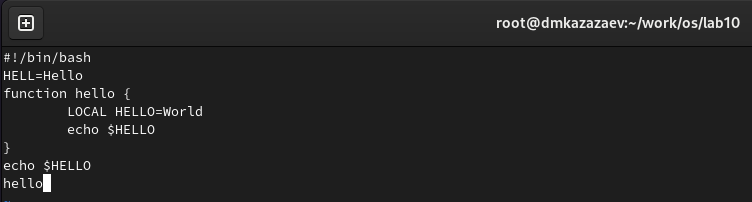 root@dmkazazaev:~/work/os/lab10
#!/bin/bash
HELL=Hello
function hello {
        LOCAL HELLO=World
        echo $HELLO
}
echo $HELLO
hello